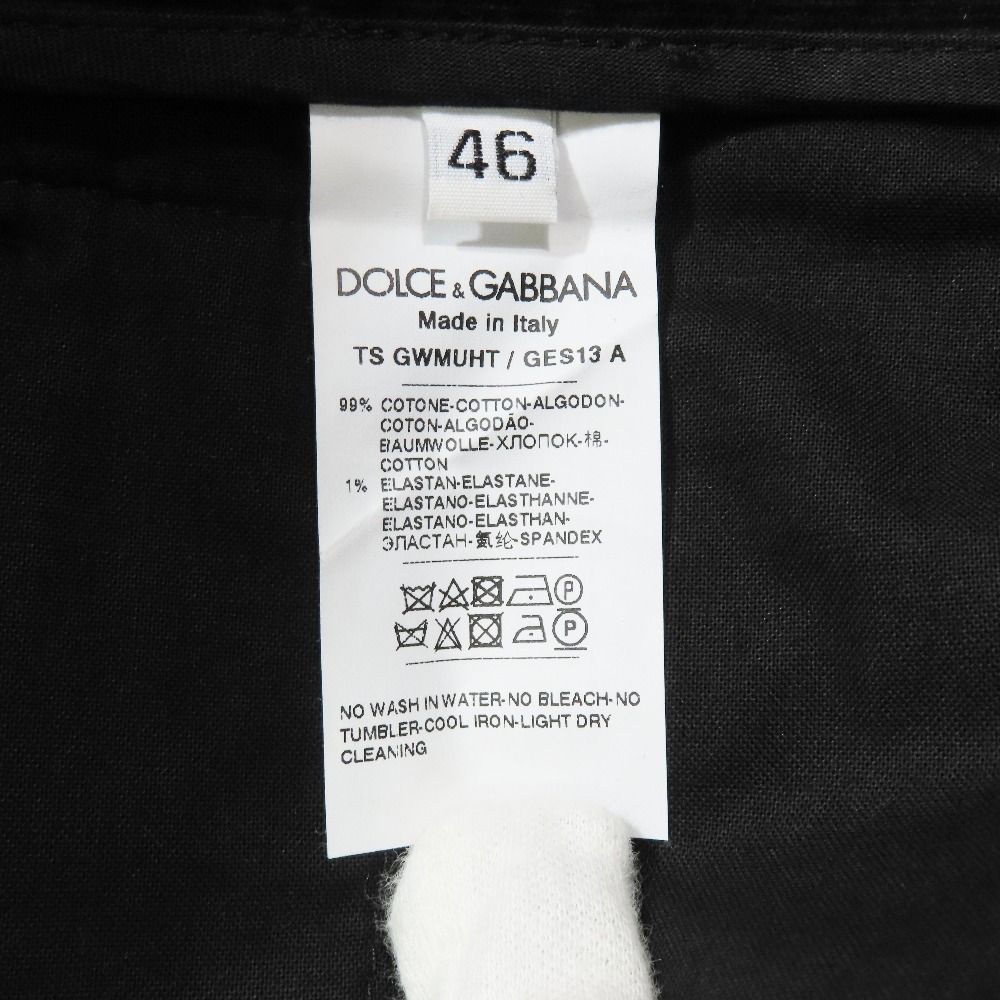 46
DOLCE & GABBANA
Made in Italy
TS GWMUHT / GES13 A
99% COTONE-COTTON-ALGODON-
COTON-ALGODÃO-
BAUMWOLLE-ХЛОПОК-棉-
COTTON
1% ELASTAN-ELASTANE-
ELASTANO-ELASTHANNE-
ELASTANO-ELASTHAN-
ЭЛАСТАН-氨纶-SPANDEX
P
P
NO WASH IN WATER-NO BLEACH-NO
TUMBLER-COOL IRON-LIGHT DRY
CLEANING